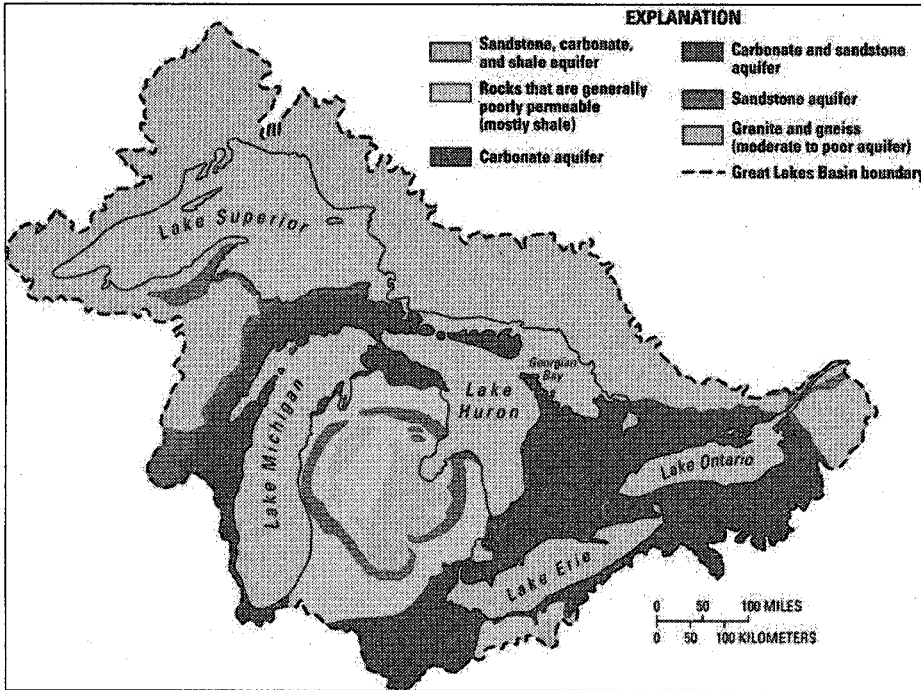 EXPLANATION
Sandstone, carbonate,
and shale aquifer
Rocks that are generally
poorly permeable
(mostly shale)
Carbonate aquifer
Carbonate and sandstone
aquifer
Sandstone aquifer
Granite and gneiss
(moderate to poor aquifer)
Great Lakes Basin boundary
Lake Superior
Georgian
Bay
Lake
Huron
Lake Michigan
Lake Ontario
Lake Erie
0 50 100 MILES
0 50 100 KILOMETERS